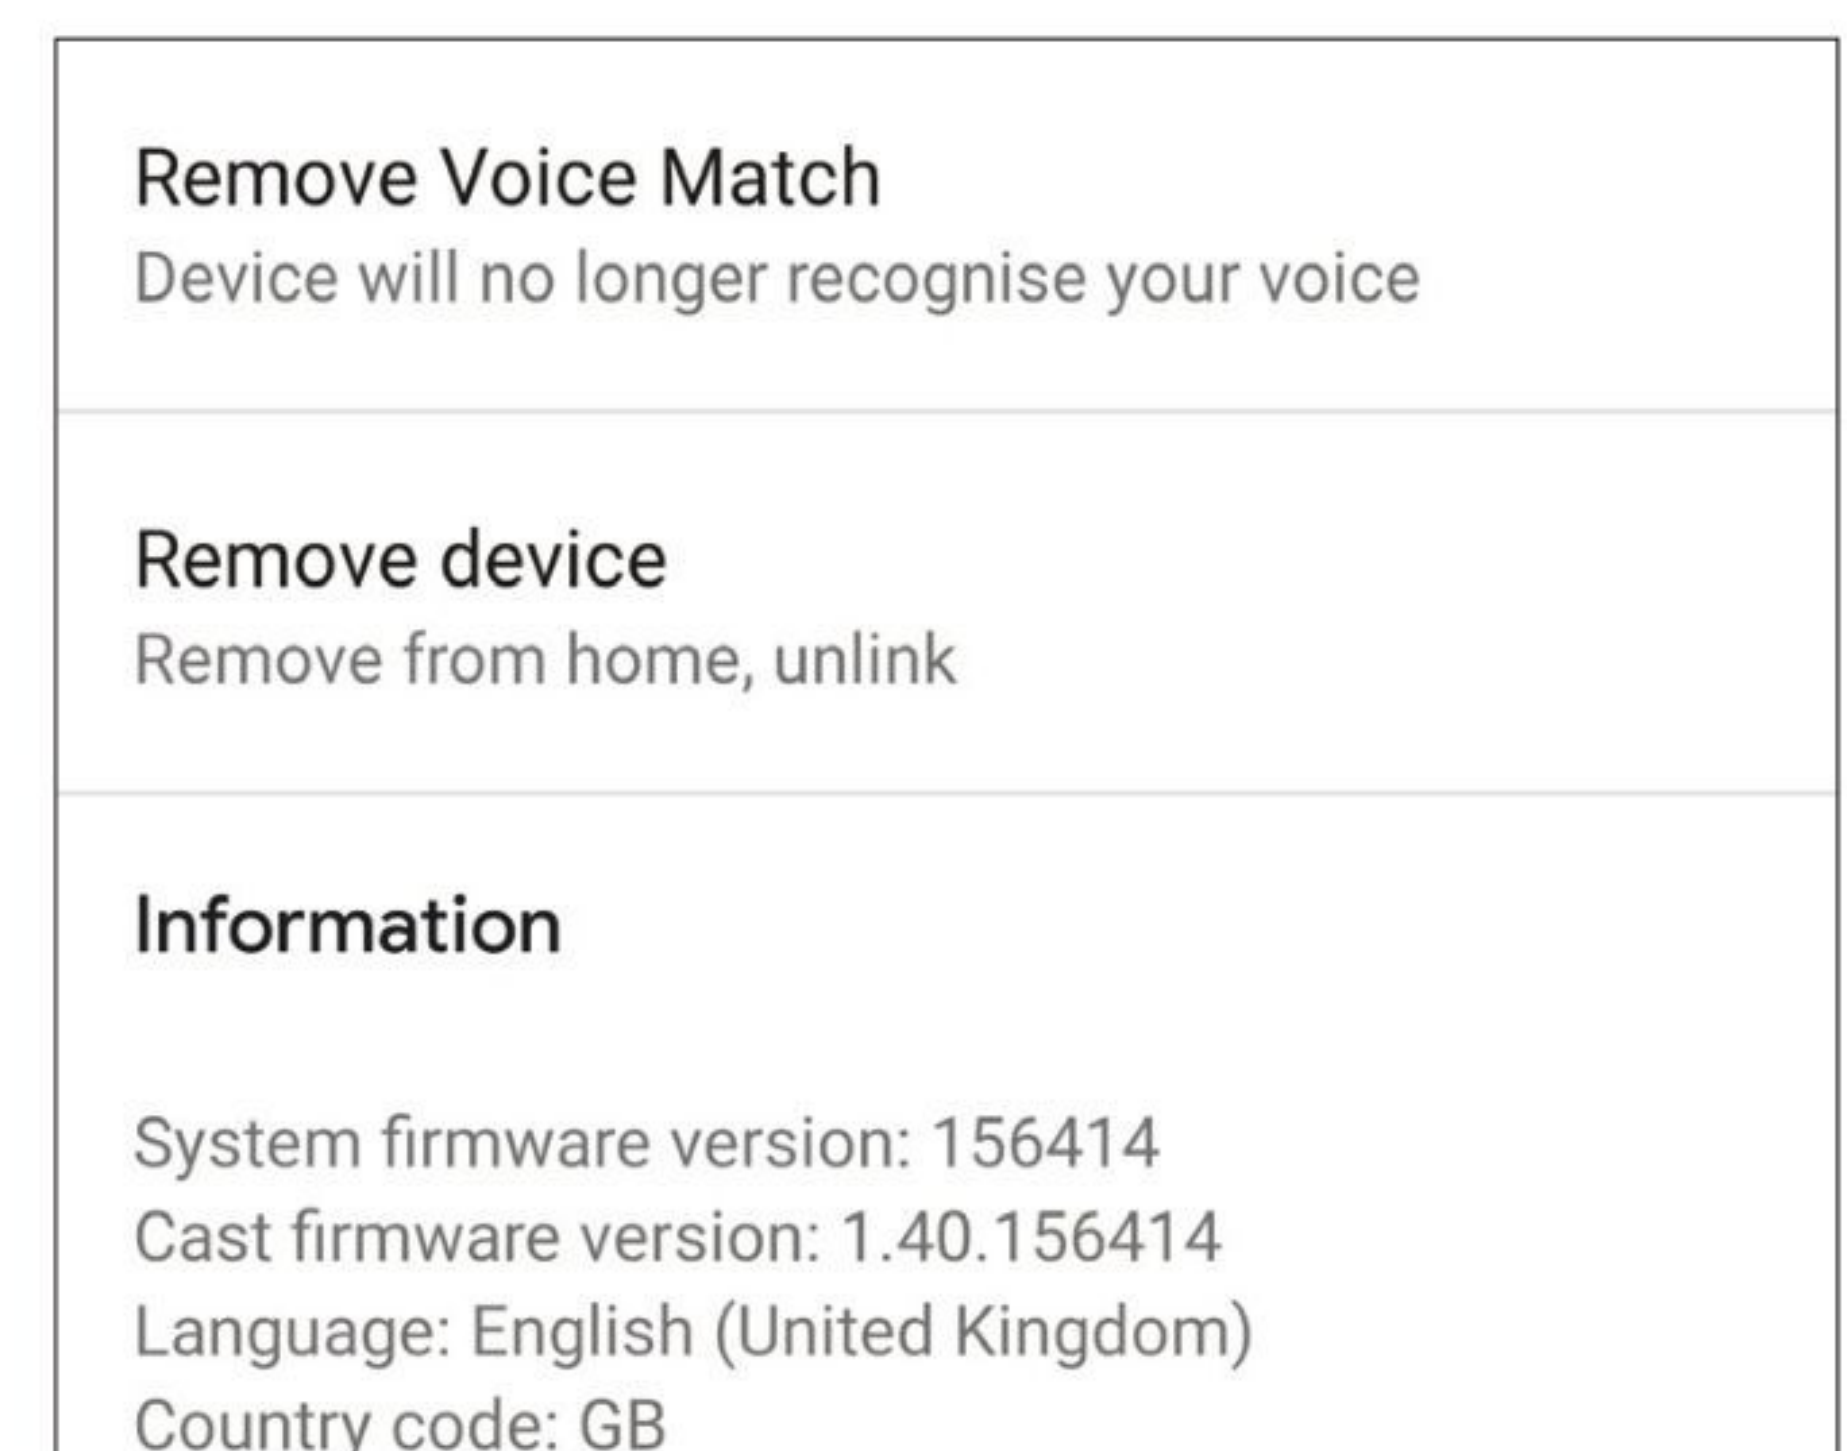 Remove Voice Match
Device will no longer recognise your voice
Remove device
Remove from home, unlink
Information
System firmware version: 156414
Cast firmware version: 1.40.156414
Language: English (United Kingdom)
Country code: GB